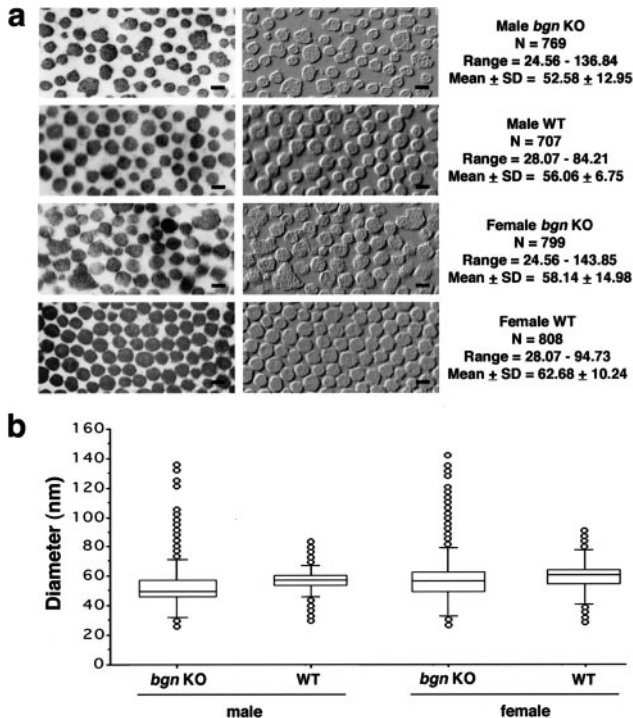 a
Male bgn KO
N = 769
Range = 24.56 - 136.84
Mean ± SD = 52.58 ± 12.95
Male WT
N = 707
Range = 28.07 - 84.21
Mean ± SD = 56.06 ± 6.75
Female bgn KO
N = 799
Range = 24.56 - 143.85
Mean ± SD = 58.14 ± 14.98
Female WT
N = 808
Range = 28.07 - 94.73
Mean ± SD = 62.68 ± 10.24
b
Diameter (nm)
160
140
120
100
80
60
40
20
0
bgn KO WT bgn KO WT
male female